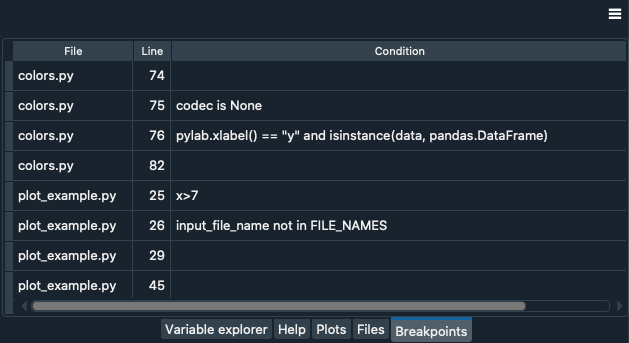 File Line Condition
colors.py 74
colors.py 75 codec is None
colors.py 76 pylab.xlabel() == "y" and isinstance(data, pandas.DataFrame)
colors.py 82
plot_example.py 25 x>7
plot_example.py 26 input_file_name not in FILE_NAMES
plot_example.py 29
plot_example.py 45
Variable explorer Help Plots Files Breakpoints